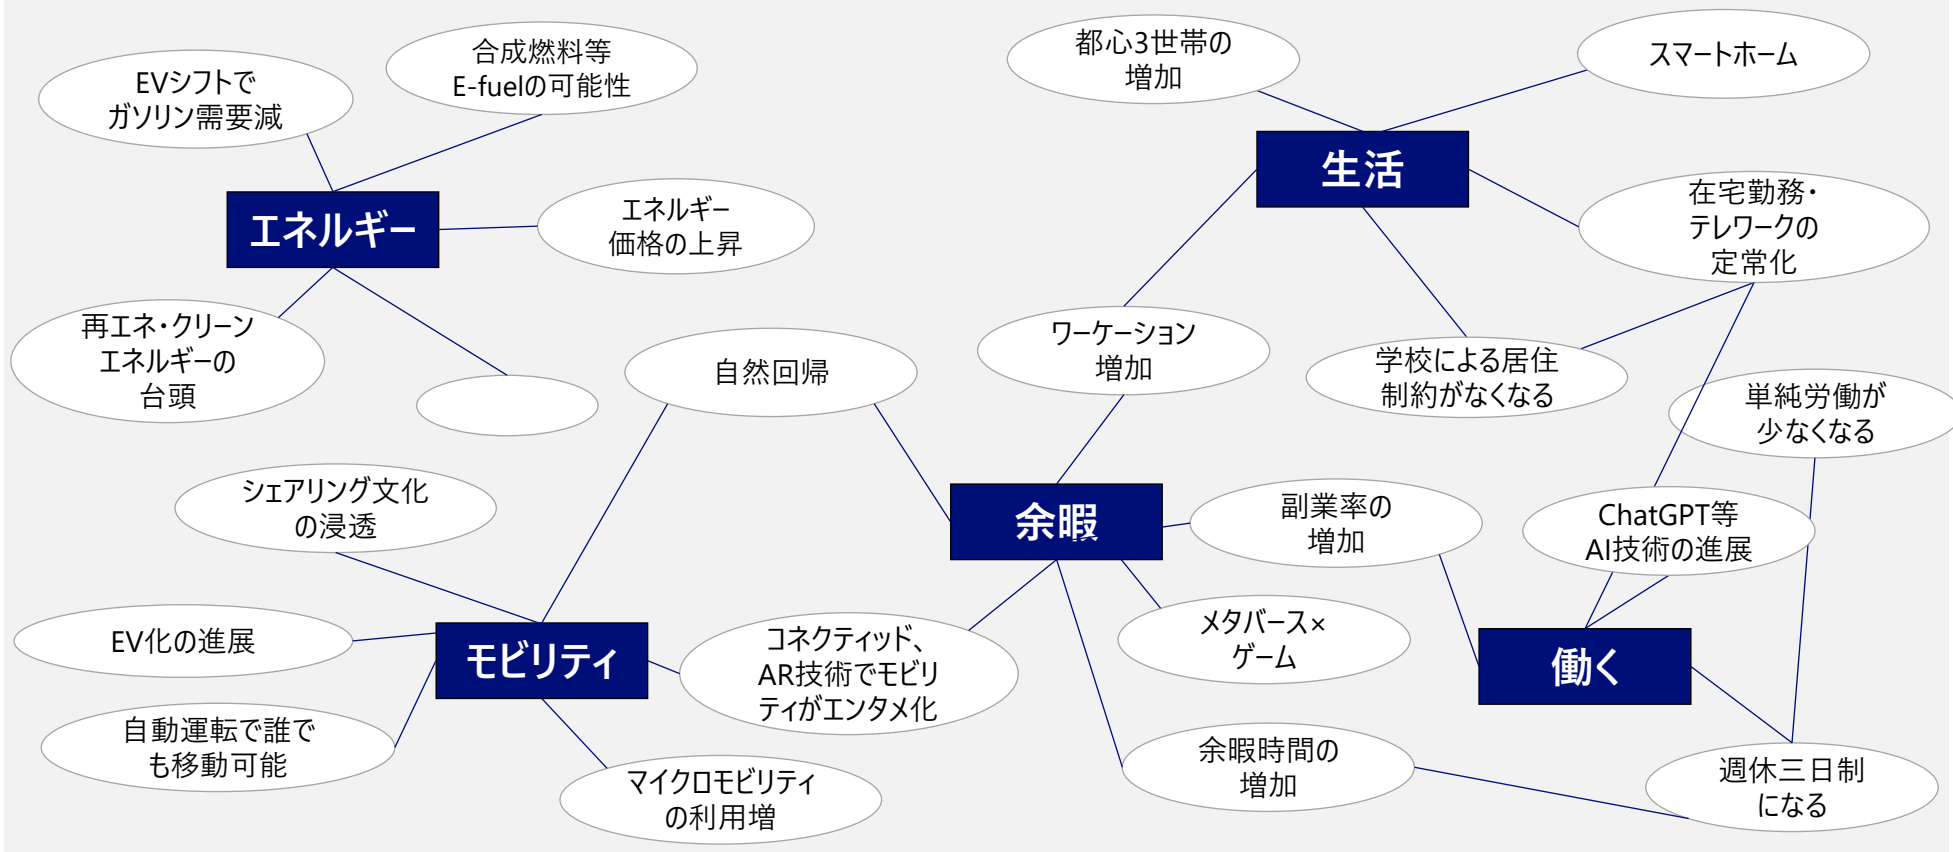 EVシフトで
ガソリン需要減
合成燃料等
E-fuelの可能性
エネルギー
エネルギー
価格の上昇
再エネ・クリーン
エネルギーの
台頭
都心3世帯の
増加
スマートホーム
生活
在宅勤務・
テレワークの
定常化
ワーケーション
増加
学校による居住
制約がなくなる
自然回帰
単純労働が
少なくなる
シェアリング文化
の浸透
余暇
副業率の
増加
ChatGPT等
AI技術の進展
EV化の進展
モビリティ
コネクティッド、
AR技術でモビリ
ティがエンタメ化
メタバース×
ゲーム
働く
自動運転で誰で
も移動可能
マイクロモビリティ
の利用増
余暇時間の
増加
週休三日制
になる